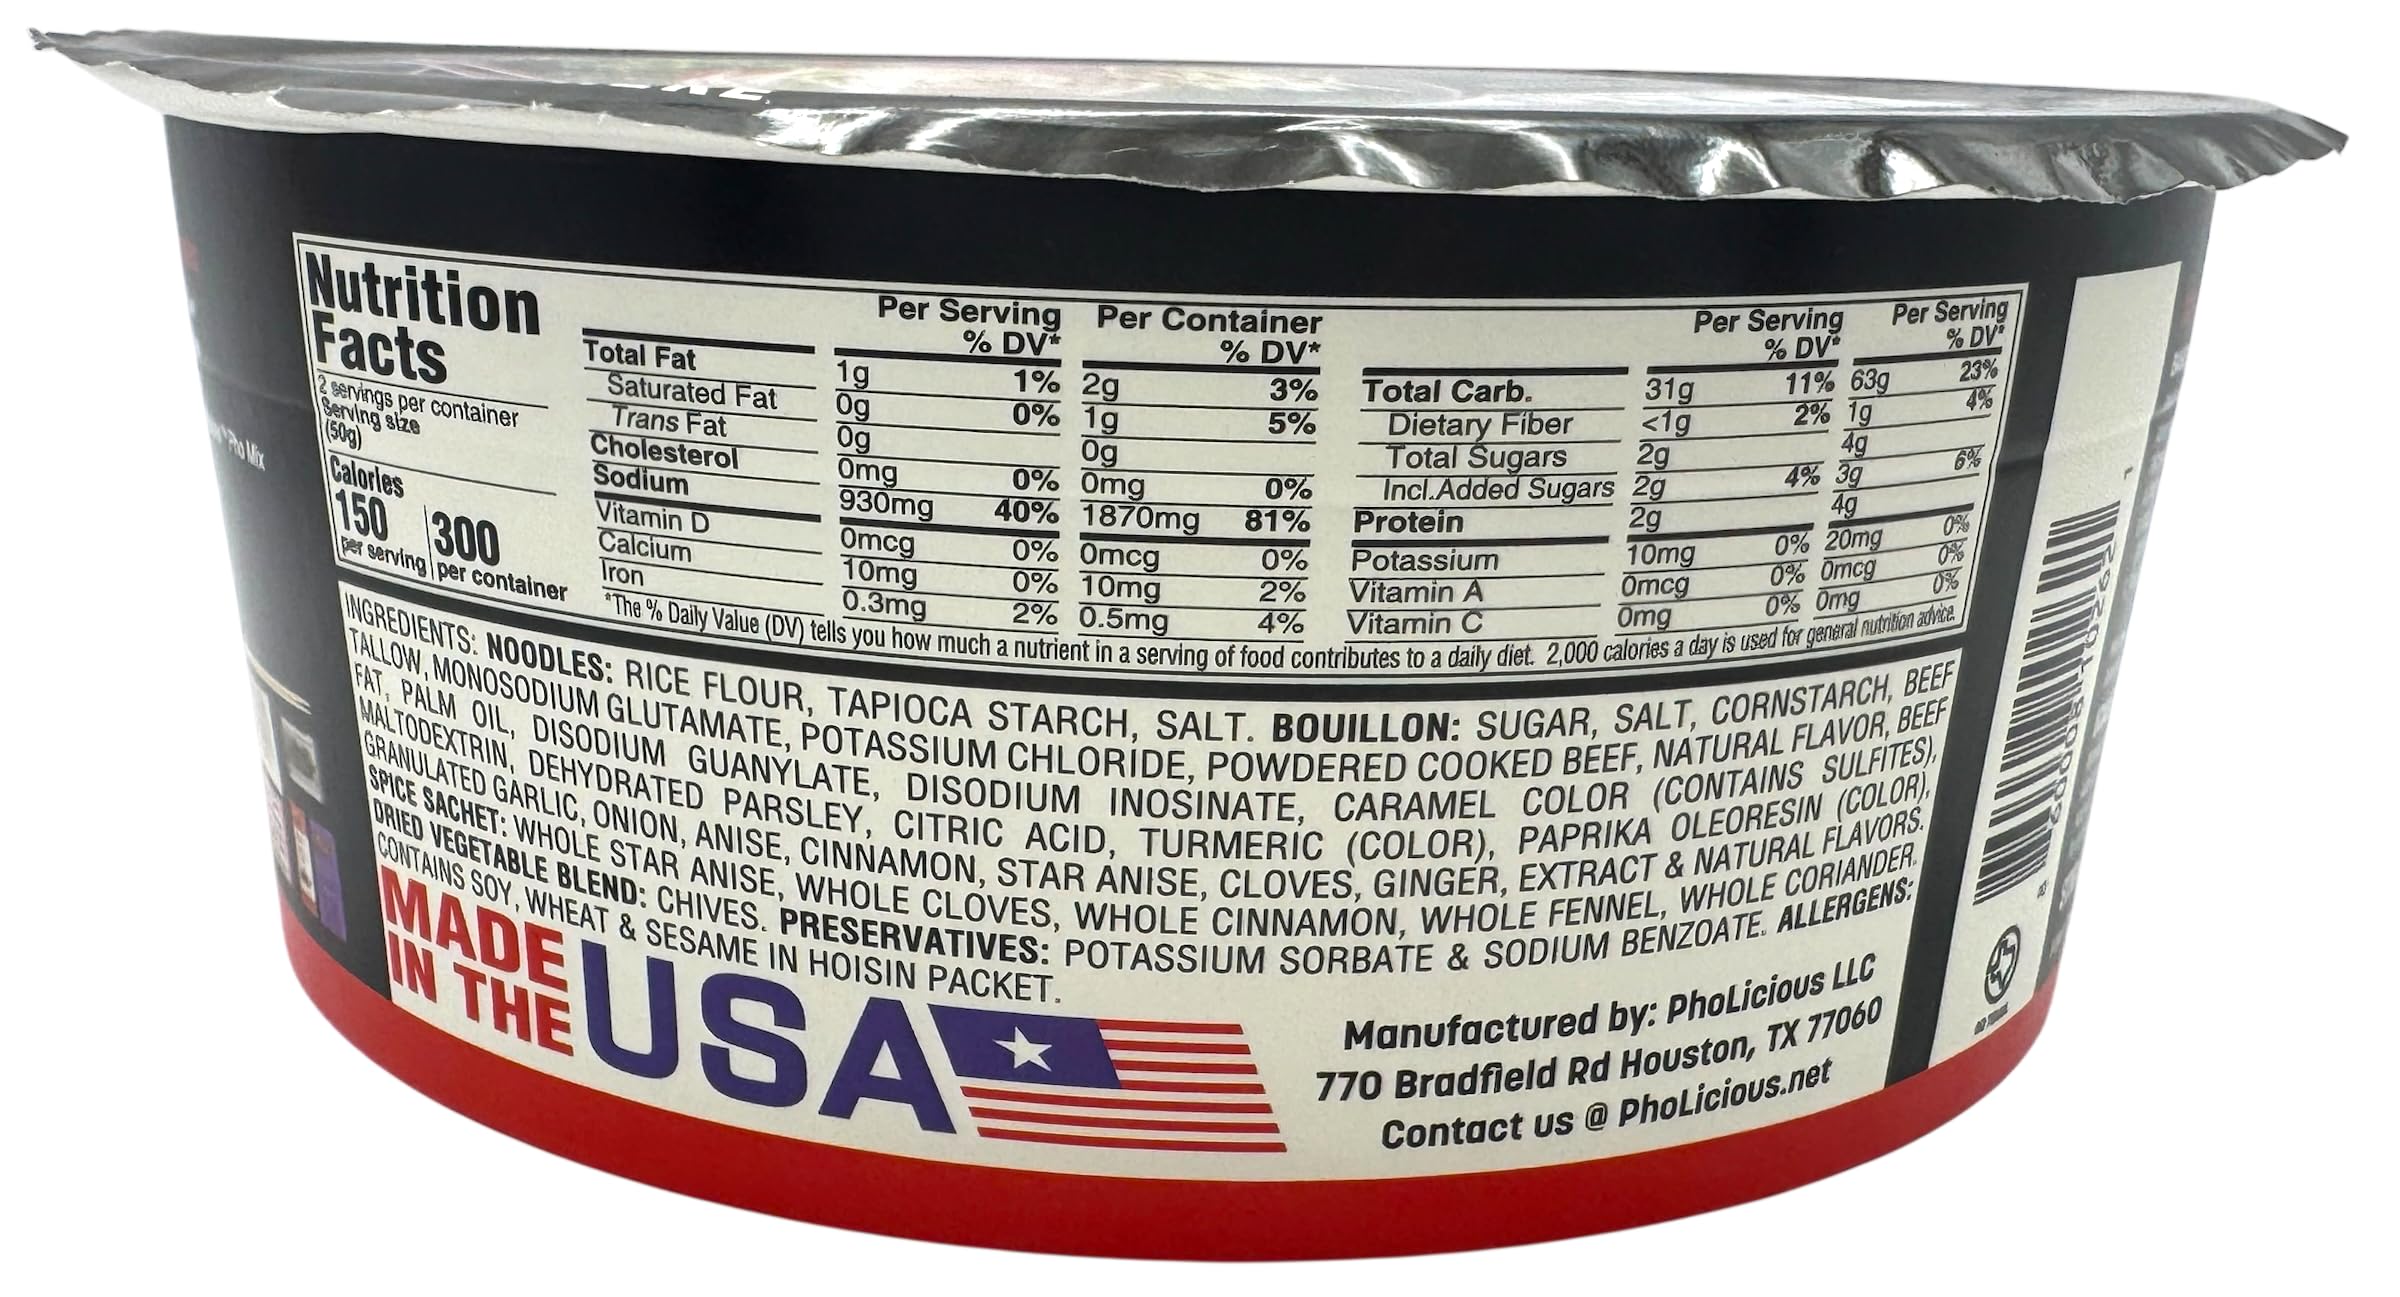 Nutrition
Facts
2 servings per container
Serving size
(50g)
Calories
150 300
per serving per container
Per Serving Per Container
% DV* % DV*
Total Fat 1g 1% 2g 3%
Saturated Fat 0g 0% 1g 5%
Trans Fat 0g 0g
Cholesterol 0mg 0% 0mg 0%
Sodium 930mg 40% 1870mg 81%
Vitamin D 0mcg 0% 0mcg 0%
Calcium 10mg 0% 10mg 2%
Iron 0.3mg 2% 0.5mg 4%
Per Serving Per Serving
% DV* % DV*
Total Carb. 31g 11% 63g 23%
Dietary Fiber <1g 2% 1g 4%
Total Sugars 2g 4g
Incl.Added Sugars 2g 4% 3g 6%
Protein 2g 4g
Potassium 10mg 0% 20mg 0%
Vitamin A 0mcg 0% 0mcg 0%
Vitamin C 0mg 0% 0mg 0%
*The % Daily Value (DV) tells you how much a nutrient in a serving of food contributes to a daily diet. 2,000 calories a day is used for general nutrition advice.
INGREDIENTS: NOODLES: RICE FLOUR, TAPIOCA STARCH, SALT. BOUILLON: SUGAR, SALT, CORNSTARCH, BEEF
TALLOW, MONOSODIUM GLUTAMATE, POTASSIUM CHLORIDE, POWDERED COOKED BEEF, NATURAL FLAVOR, BEEF
FAT, PALM OIL, DISODIUM GUANYLATE, DISODIUM INOSINATE, CARAMEL COLOR (CONTAINS SULFITES),
MALTODEXTRIN, DEHYDRATED PARSLEY, CITRIC ACID, TURMERIC (COLOR), PAPRIKA OLEORESIN (COLOR),
GRANULATED GARLIC, ONION, ANISE, CINNAMON, STAR ANISE, CLOVES, GINGER, EXTRACT & NATURAL FLAVORS.
SPICE SACHET: WHOLE STAR ANISE, WHOLE CLOVES, WHOLE CINNAMON, WHOLE FENNEL, WHOLE CORIANDER.
DRIED VEGETABLE BLEND: CHIVES. PRESERVATIVES: POTASSIUM SORBATE & SODIUM BENZOATE. ALLERGENS:
CONTAINS SOY, WHEAT & SESAME IN HOISIN PACKET.
MADE
IN THE
USA
Manufactured by: PhoLicious LLC
770 Bradfield Rd Houston, TX 77060
Contact us @ PhoLicious.net
Pho Mix